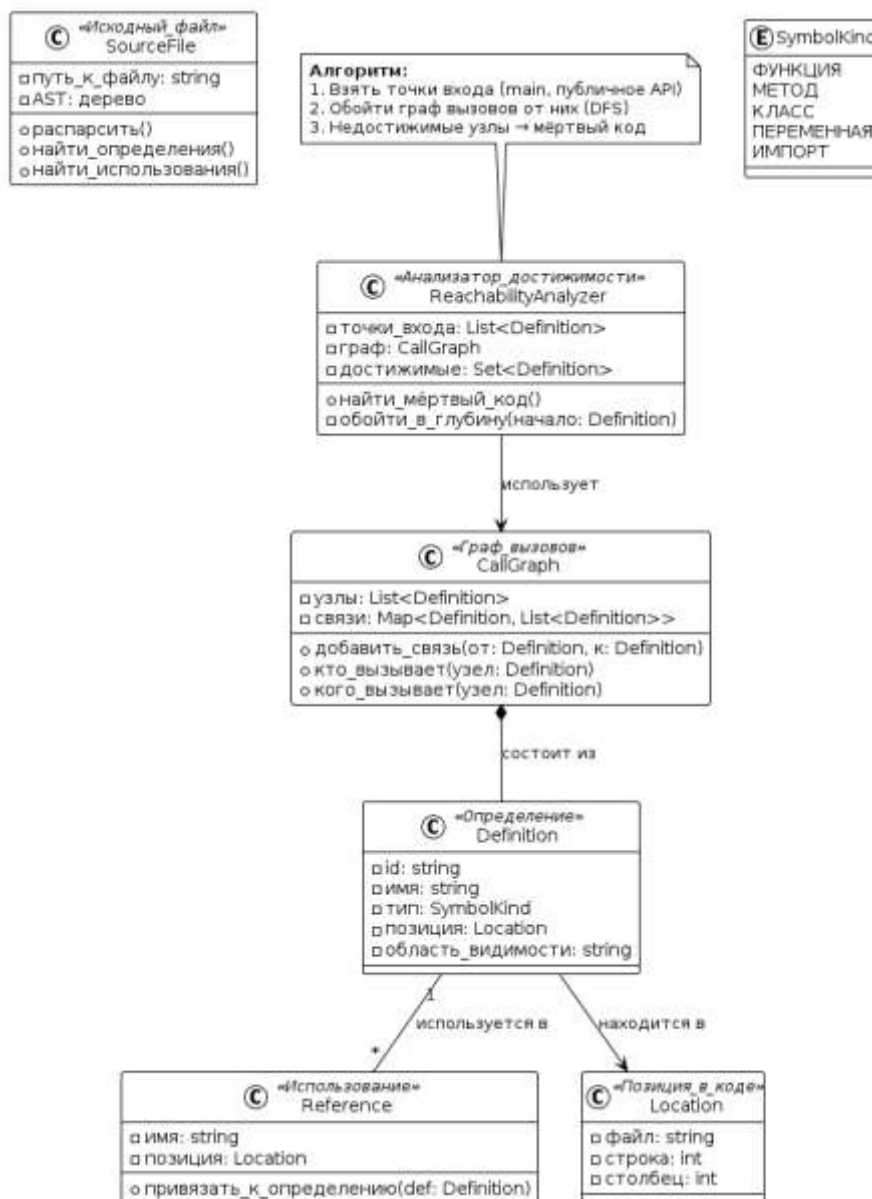 «Исходный_файл»
SourceFile
путь_к_файлу: string
AST: дерево
распарсить()
найти_определения()
найти_использования()
Алгоритм:
1. Взять точки входа (main, публичное API)
2. Обойти граф вызовов от них (DFS)
3. Недостижимые узлы → мёртвый код
SymbolKind
ФУНКЦИЯ
МЕТОД
КЛАСС
ПЕРЕМЕННАЯ
ИМПОРТ
«Анализатор_достижимости»
ReachabilityAnalyzer
точки_входа: List<Definition>
граф: CallGraph
достижимые: Set<Definition>
найти_мёртвый_код()
обойти_в_глубину(начало: Definition)
использует
«Граф_вызовов»
CallGraph
узлы: List<Definition>
связи: Map<Definition, List<Definition>>
добавить_связь(от: Definition, к: Definition)
кто_вызывает(узел: Definition)
кого_вызывает(узел: Definition)
состоит из
«Определение»
Definition
id: string
имя: string
тип: SymbolKind
позиция: Location
область_видимости: string
1
используется в
находится в
*
«Использование»
Reference
имя: string
позиция: Location
привязать_к_определению(def: Definition)
«Позиция_в_коде»
Location
файл: string
строка: int
столбец: int